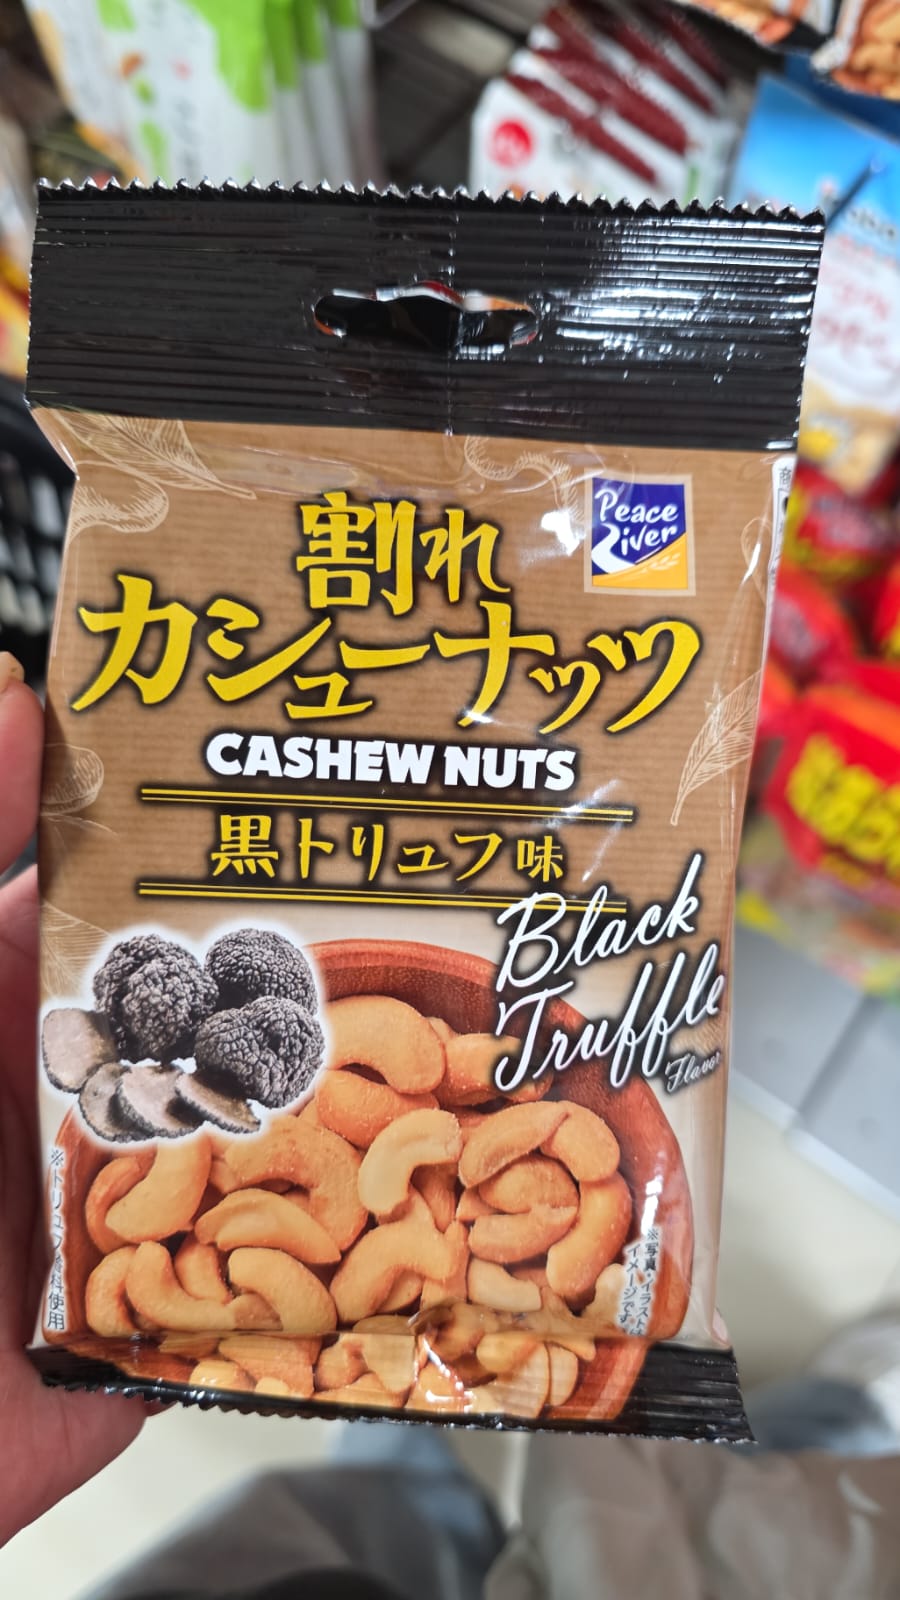 Peace
River
割れ
カシューナッツ
CASHEW NUTS
黒トリュフ味
Black
Truffle
Flavor
※トリュフ香料使用
※写真・イラストは
イメージです。